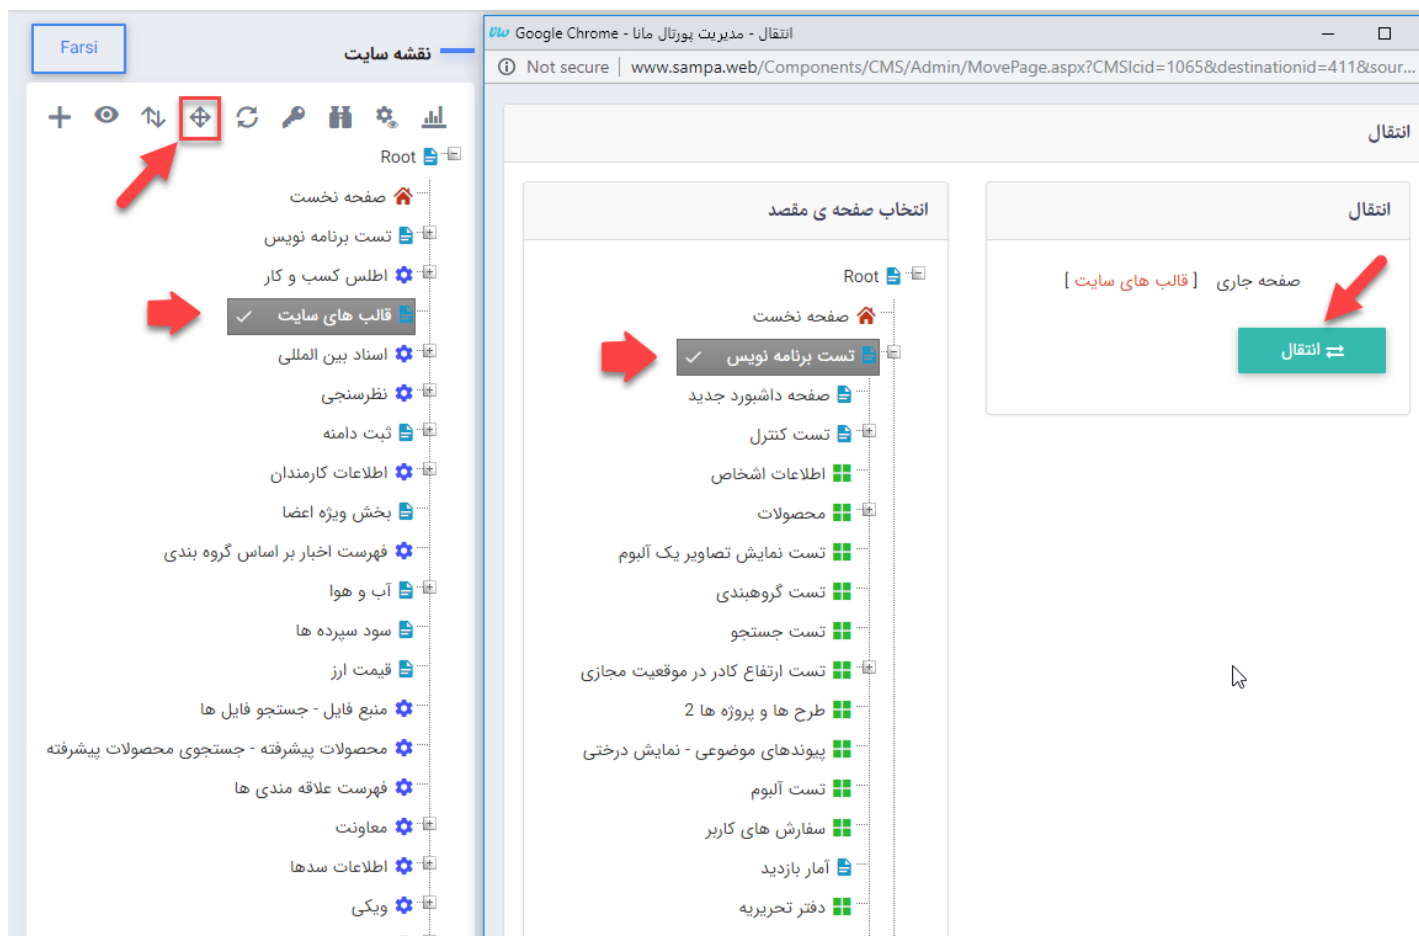 Farsi
نقشه سایت
Root
صفحه نخست
تست برنامه نویس
اطلس کسب و کار
قالب های سایت
اسناد بین المللی
نظرسنجی
ثبت دامنه
اطلاعات کارمندان
بخش ویژه اعضا
فهرست اخبار بر اساس گروه بندی
آب و هوا
سود سپرده ها
قیمت ارز
منبع فایل - جستجو فایل ها
محصولات پیشرفته - جستجوی محصولات پیشرفته
فهرست علاقه مندی ها
معاونت
اطلاعات سدها
ویکی
انتقال - مدیریت پورتال مانا - Google Chrome
Not secure | www.sampa.web/Components/CMS/Admin/MovePage.aspx?CMSIcid=1065&destinationid=411&sour...
انتقال
انتقال
صفحه جاری [ قالب های سایت ]
انتقال
انتخاب صفحه ی مقصد
Root
صفحه نخست
تست برنامه نویس
صفحه داشبورد جدید
تست کنترل
اطلاعات اشخاص
محصولات
تست نمایش تصاویر یک آلبوم
تست گروهبندی
تست جستجو
تست ارتفاع کادر در موقعیت مجازی
طرح ها و پروژه ها 2
پیوندهای موضوعی - نمایش درختی
تست آلبوم
سفارش های کاربر
آمار بازدید
دفتر تحریریه